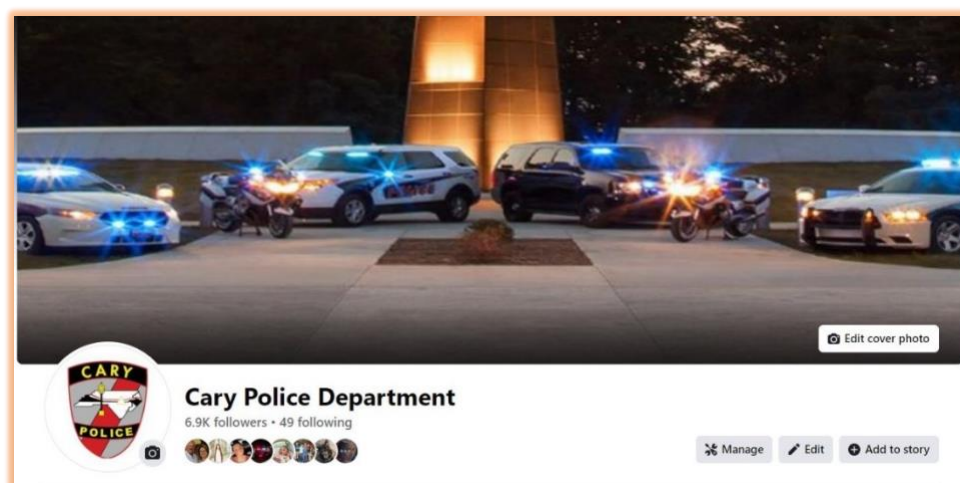 Edit cover photo
CARY
POLICE
Cary Police Department
6.9K followers • 49 following
Manage
Edit
Add to story